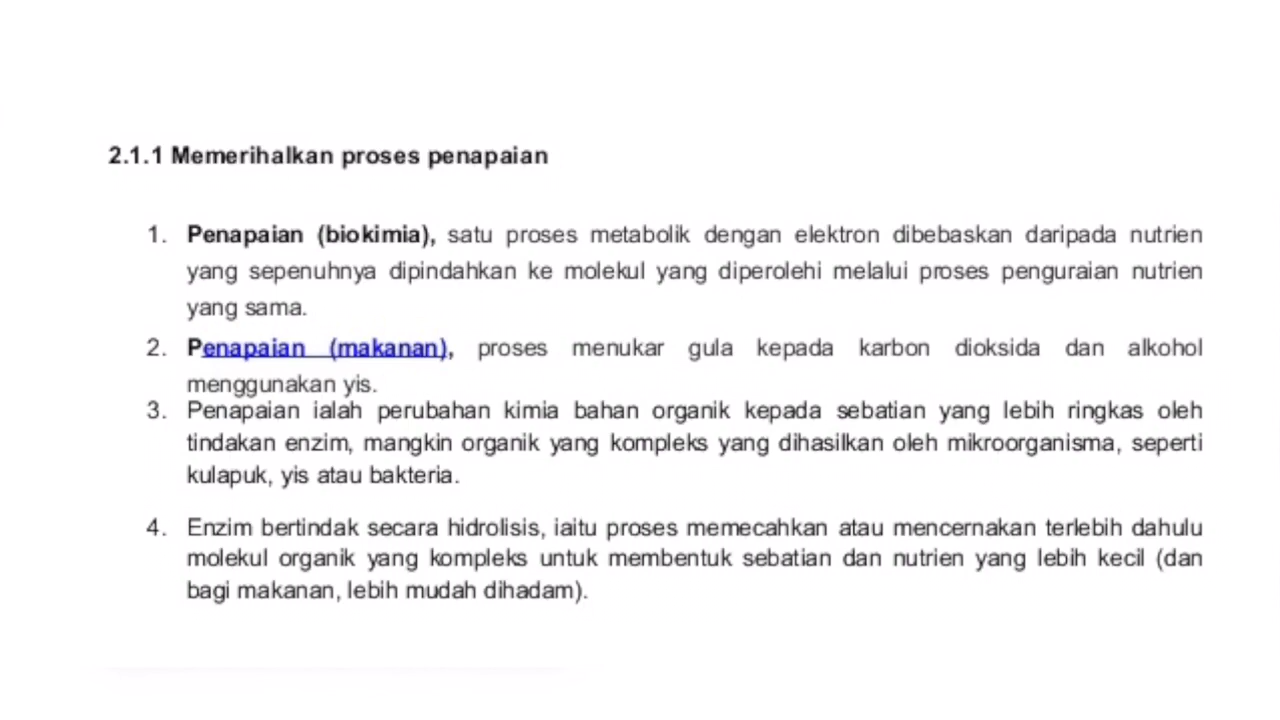 2.1.1 Memerihalkan proses penapaian
1. Penapaian (biokimia), satu proses metabolik dengan elektron dibebaskan daripada nutrien
yang sepenuhnya dipindahkan ke molekul yang diperolehi melalui proses penguraian nutrien
yang sama.
2. Penapaian (makanan), proses menukar gula kepada karbon dioksida dan alkohol
menggunakan yis.
3. Penapaian ialah perubahan kimia bahan organik kepada sebatian yang lebih ringkas oleh
tindakan enzim, mangkin organik yang kompleks yang dihasilkan oleh mikroorganisma, seperti
kulapuk, yis atau bakteria.
4. Enzim bertindak secara hidrolisis, iaitu proses memecahkan atau mencernakan terlebih dahulu
molekul organik yang kompleks untuk membentuk sebatian dan nutrien yang lebih kecil (dan
bagi makanan, lebih mudah dihadam).